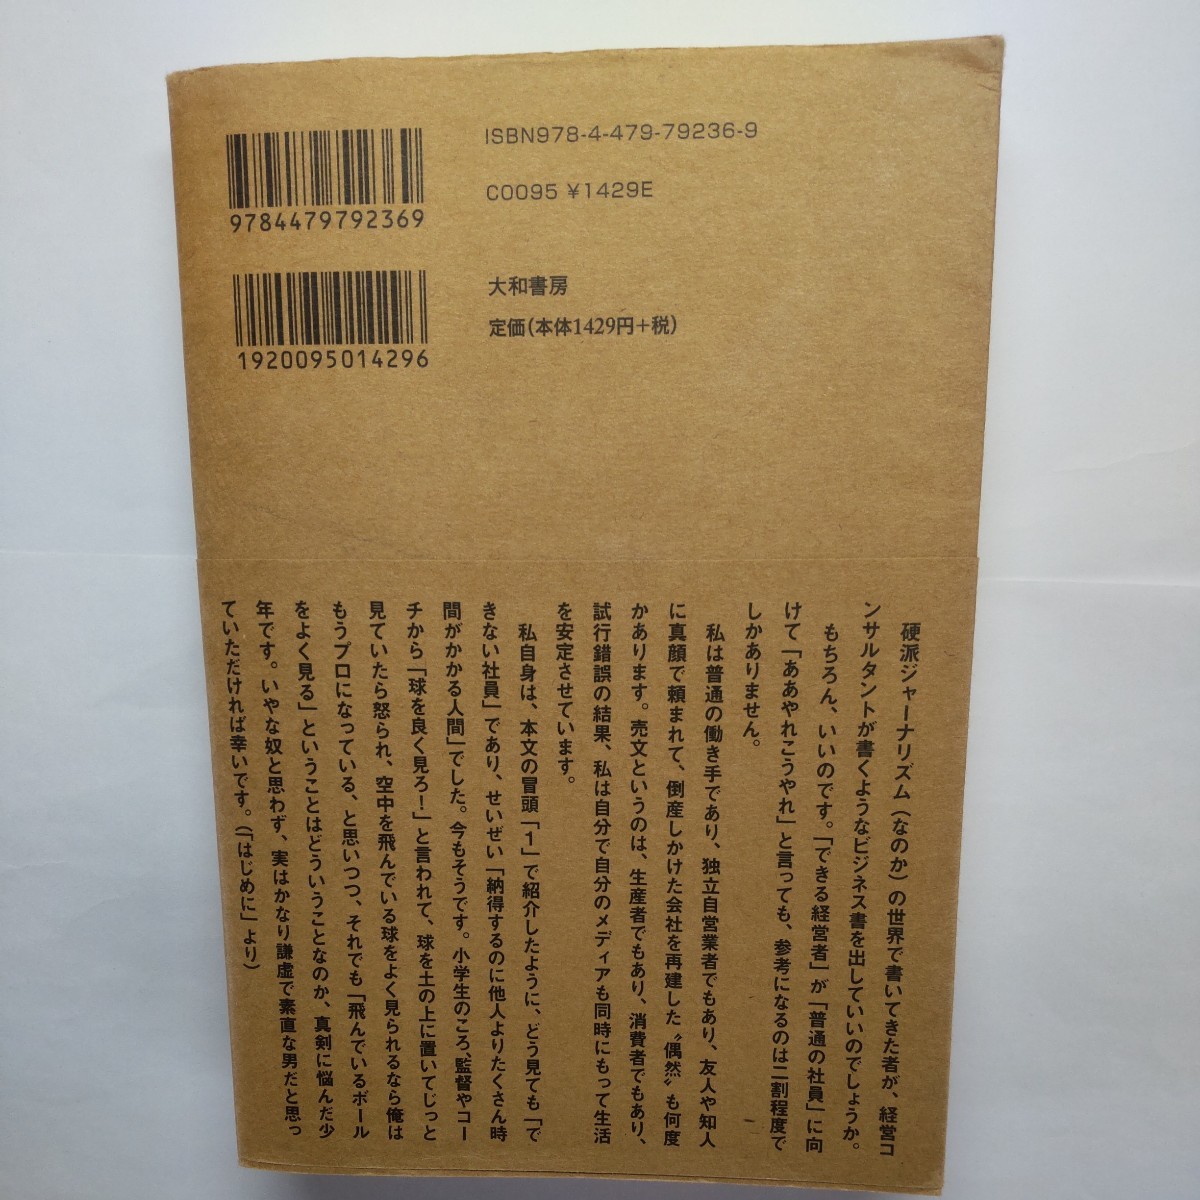 ISBN978-4-479-79236-9
C0095 ¥1429E
9784479792369
1920095014296
大和書房
定価(本体1429円+税)
硬派ジャーナリズム(なのか)の世界で書いてきた者が、経営コ
ンサルタントが書くようなビジネス書を出していいのでしょうか。
もちろん、いいのです。「できる経営者」が「普通の社員」に向
けて「ああやれこうやれ」と言っても、参考になるのは二割程度で
しかありません。
私は普通の働き手であり、独立自営業者でもあり、友人や知人
に真顔で頼まれて、倒産しかけた会社を再建した〝偶然〟も何度
かあります。売文というのは、生産者でもあり、消費者でもあり、
試行錯誤の結果、私は自分で自分のメディアも同時にもって生活
を安定させています。
私自身は、本文の冒頭「1」で紹介したように、どう見ても「で
きない社員」であり、せいぜい「納得するのに他人よりたくさん時
間がかかる人間」でした。今もそうです。小学生のころ、監督やコー
チから「球を良く見ろ!」と言われて、球を土の上に置いてじっと
見ていたら怒られ、空中を飛んでいる球をよく見られるなら俺は
もうプロになっている、と思いつつ、それでも「飛んでいるボール
をよく見る」ということはどういうことなのか、真剣に悩んだ少
年です。いやな奴と思わず、実はかなり謙虚で素直な男だと思っ
ていただければ幸いです。(「はじめに」より)